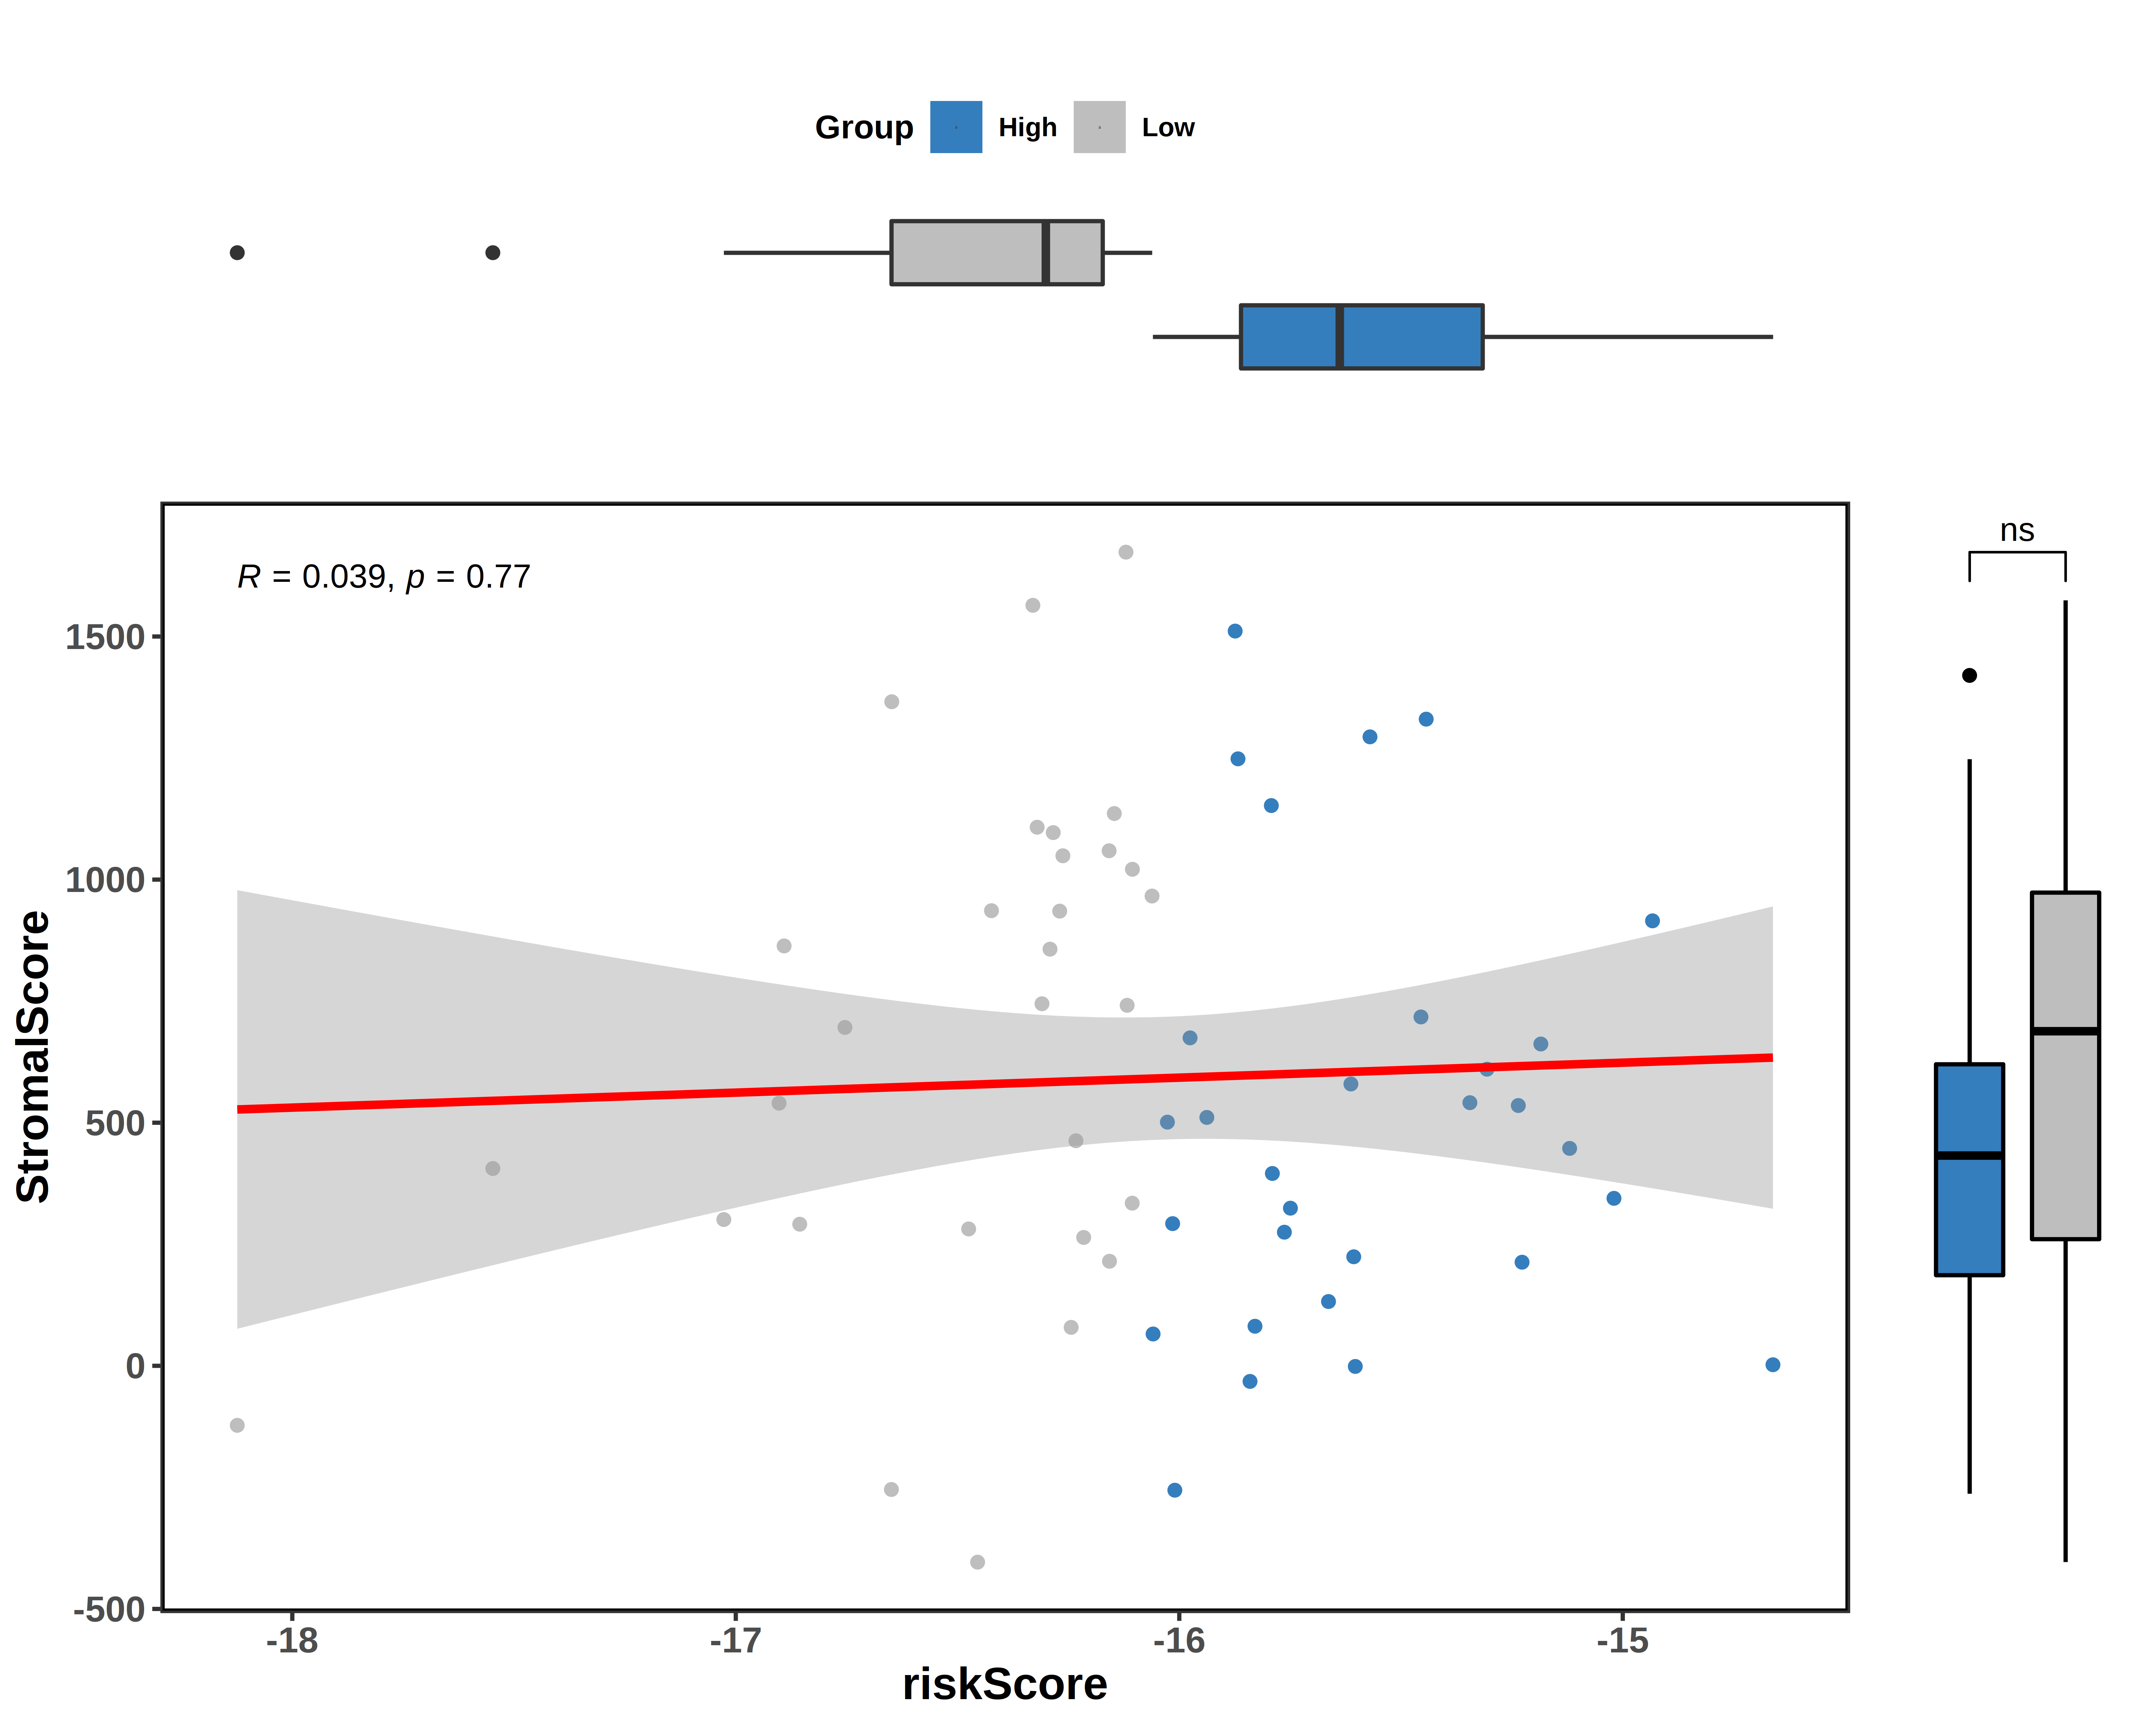 Group High Low
ns
R = 0.039, p = 0.77
1500
1000
500
0
-500
StromalScore
-18 -17 -16 -15
riskScore